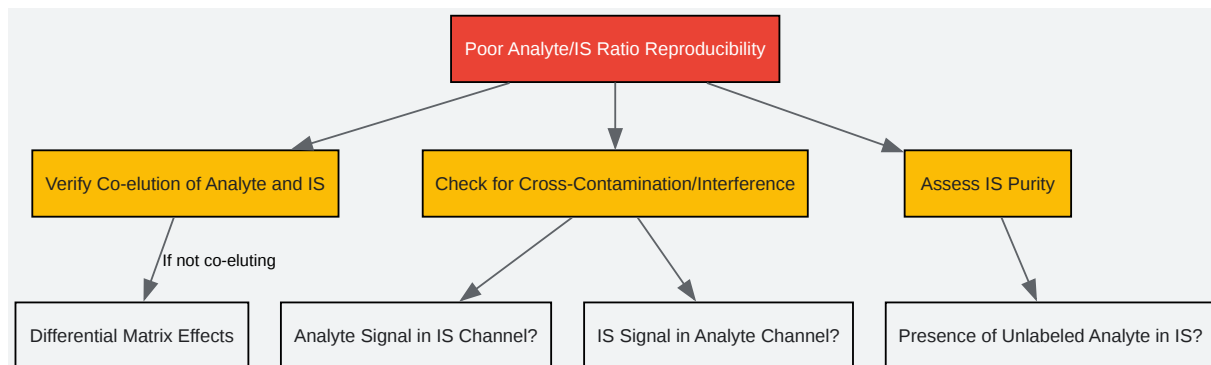 Poor Analyte/IS Ratio Reproducibility
Verify Co-elution of Analyte and IS
Check for Cross-Contamination/Interference
Assess IS Purity
If not co-eluting
Differential Matrix Effects
Analyte Signal in IS Channel?
IS Signal in Analyte Channel?
Presence of Unlabeled Analyte in IS?